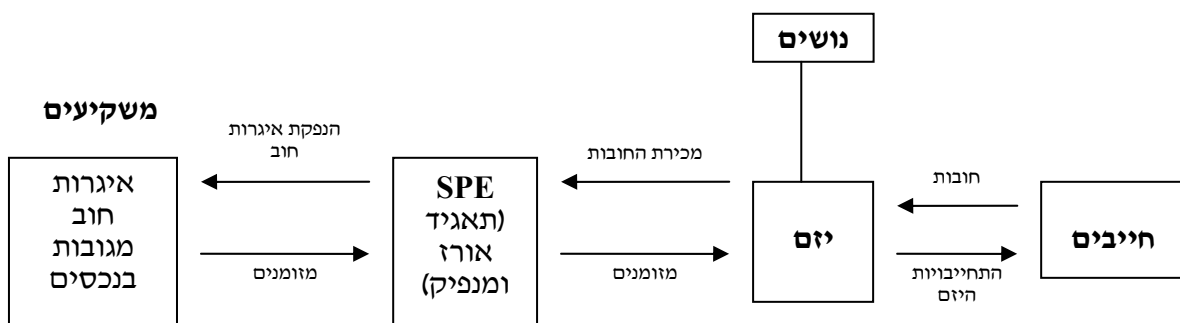 נושים
חייבים
חובות
התחייבויות
היזם
יזם
מכירת החובות
מזומנים
SPE
(תאגיד
אורז
ומנפיק)
הנפקת איגרות
חוב
מזומנים
משקיעים
איגרות
חוב
מגובות
בנכסים